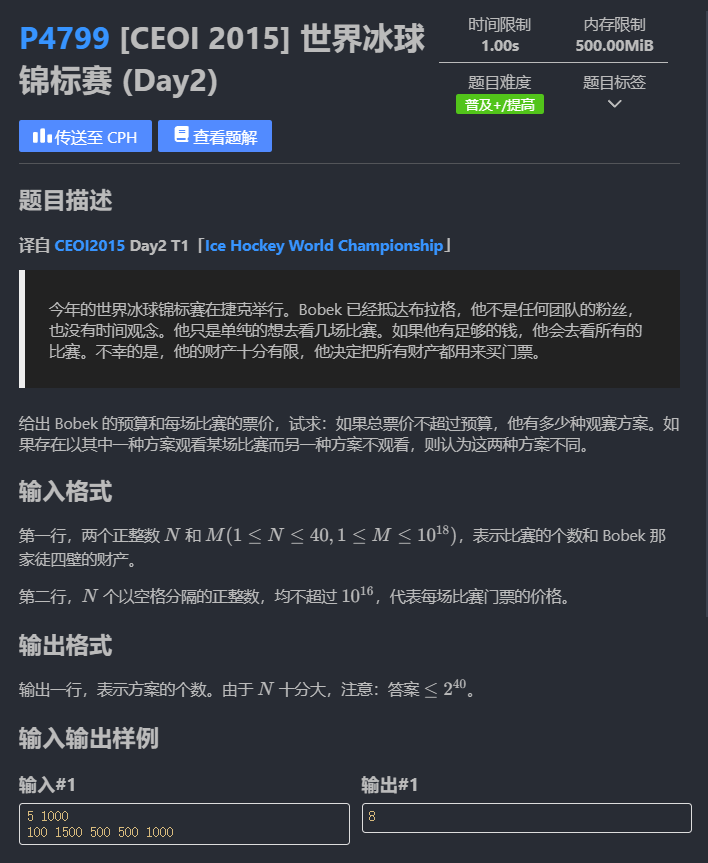 P4799 [CEOI 2015] 世界冰球
锦标赛 (Day2)
时间限制
1.00s
内存限制
500.00MiB
题目难度
普及+/提高
题目标签
传送至 CPH
查看题解
题目描述
译自 CEOI2015 Day2 T1「Ice Hockey World Championship」
今年的世界冰球锦标赛在捷克举行。Bobek 已经抵达布拉格，他不是任何团队的粉丝，
也没有时间观念。他只是单纯的想去看几场比赛。如果他有足够的钱，他会去看所有的
比赛。不幸的是，他的财产十分有限，他决定把所有财产都用来买门票。
给出 Bobek 的预算和每场比赛的票价，试求：如果总票价不超过预算，他有多少种观赛方案。如
果存在以其中一种方案观看某场比赛而另一种方案不观看，则认为这两种方案不同。
输入格式
第一行，两个正整数 N 和 M(1 ≤ N ≤ 40, 1 ≤ M ≤ 10^18)，表示比赛的个数和 Bobek 那
家徒四壁的财产。
第二行，N 个以空格分隔的正整数，均不超过 10^16，代表每场比赛门票的价格。
输出格式
输出一行，表示方案的个数。由于 N 十分大，注意：答案 ≤ 2^40。
输入输出样例
输入#1
5 1000
100 1500 500 500 1000
输出#1
8